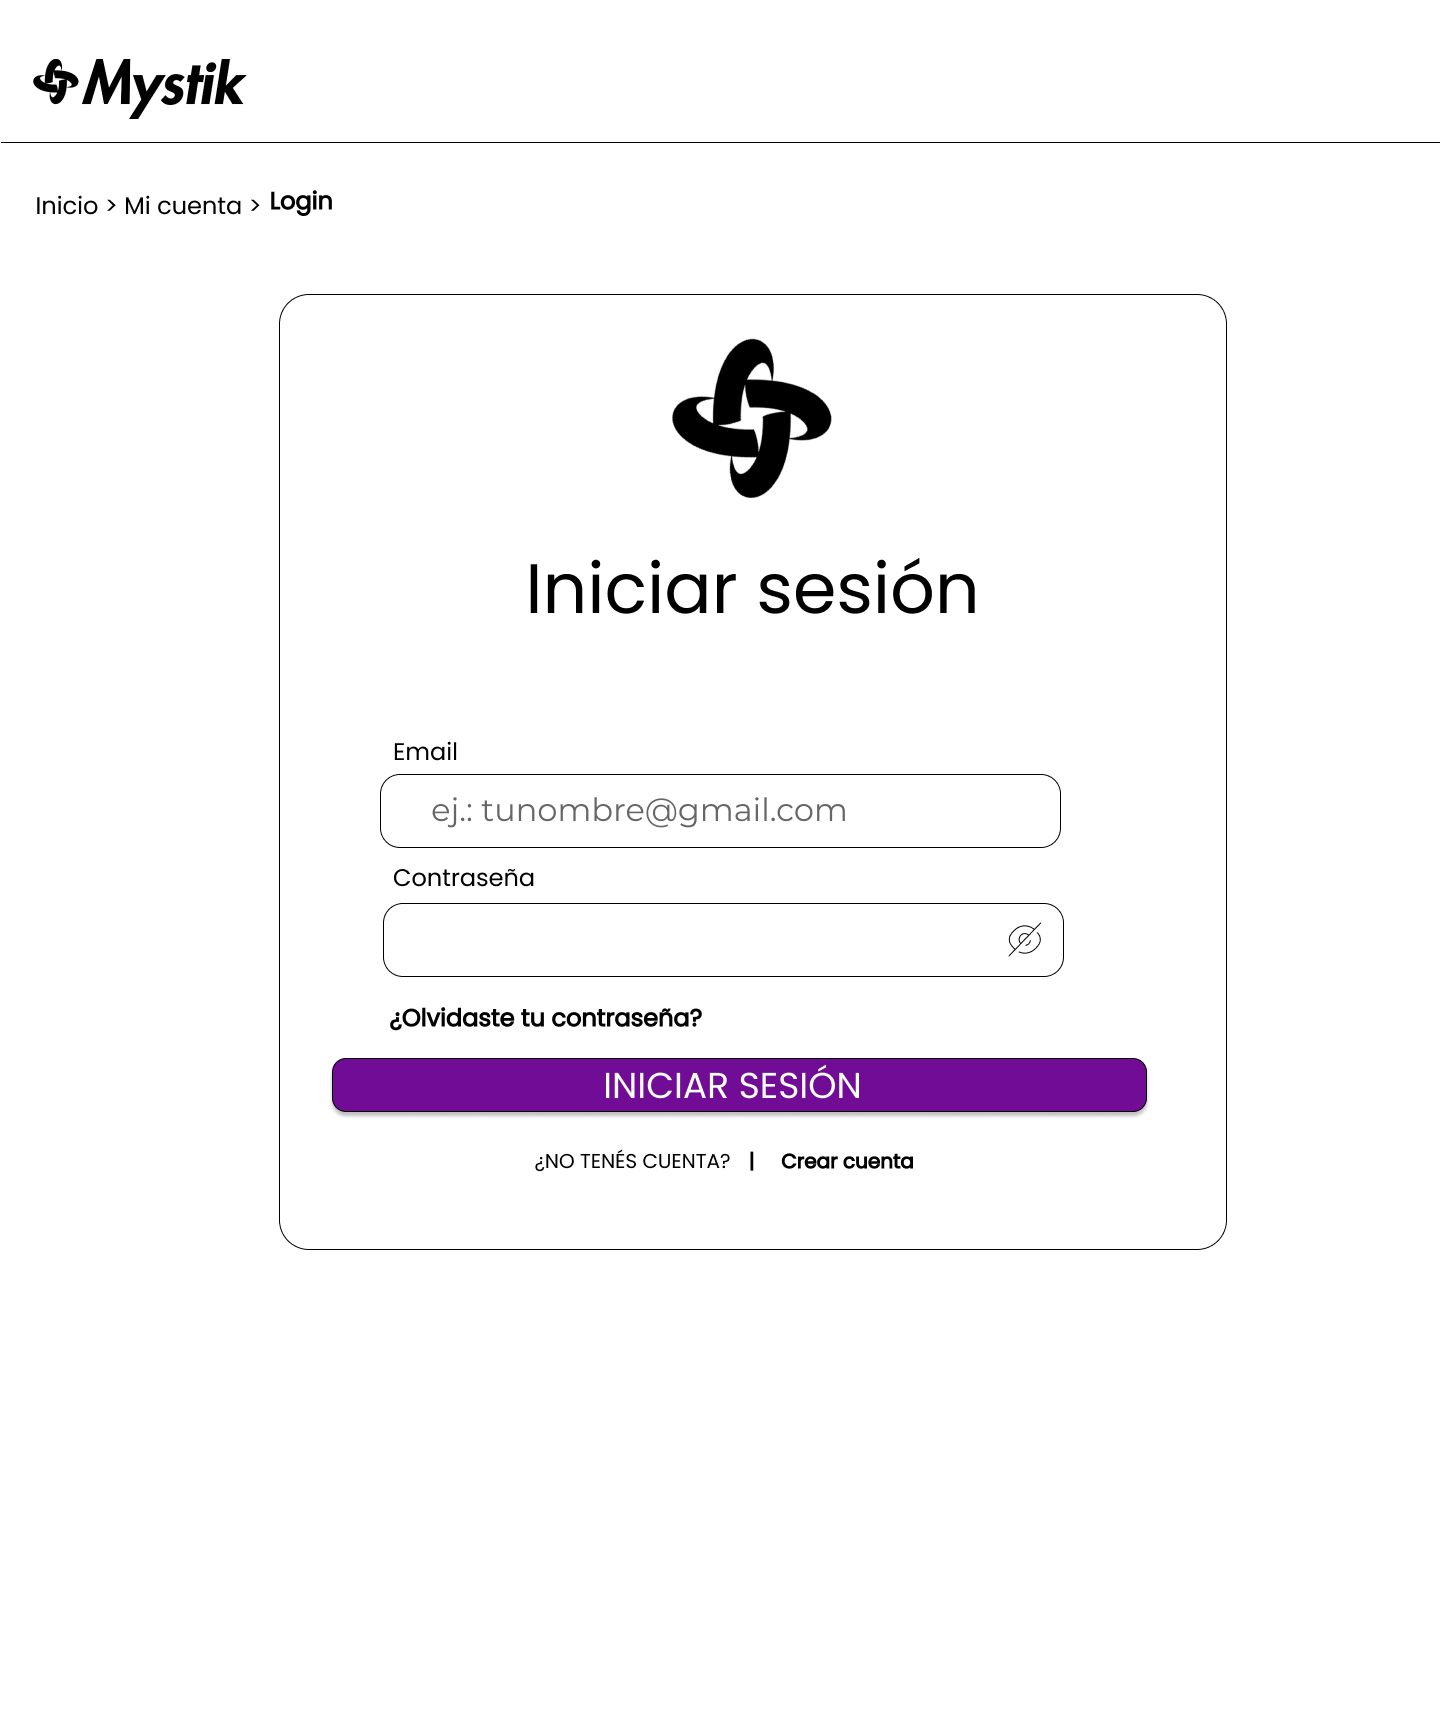 Mystik
Inicio > Mi cuenta > Login
Iniciar sesión
Email
ej.: tunombre@gmail.com
Contraseña
¿Olvidaste tu contraseña?
INICIAR SESIÓN
¿NO TENÉS CUENTA? | Crear cuenta